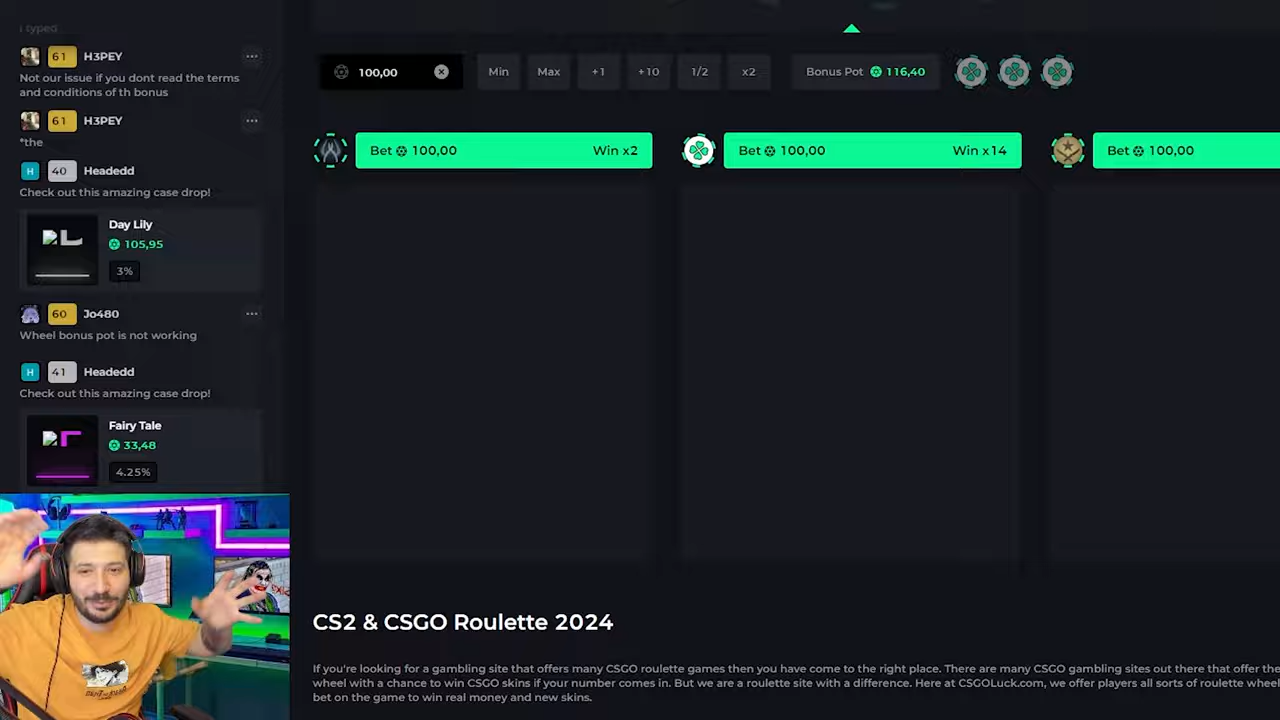 i typed
61 H3PEY
Not our issue if you dont read the terms
and conditions of th bonus
61 H3PEY
*the
H 40 Headedd
Check out this amazing case drop!
Day Lily
105,95
3%
60 Jo480
Wheel bonus pot is not working
H 41 Headedd
Check out this amazing case drop!
Fairy Tale
33,48
4.25%
100,00 Min Max +1 +10 1/2 x2 Bonus Pot 116,40
Bet 100,00 Win x2 Bet 100,00 Win x14 Bet 100,00
CS2 & CSGO Roulette 2024
If you're looking for a gambling site that offers many CSGO roulette games then you have come to the right place. There are many CSGO gambling sites out there that offer the
wheel with a chance to win CSGO skins if your number comes in. But we are a roulette site with a difference. Here at CSGOLuck.com, we offer players all sorts of roulette wheel
bet on the game to win real money and new skins.